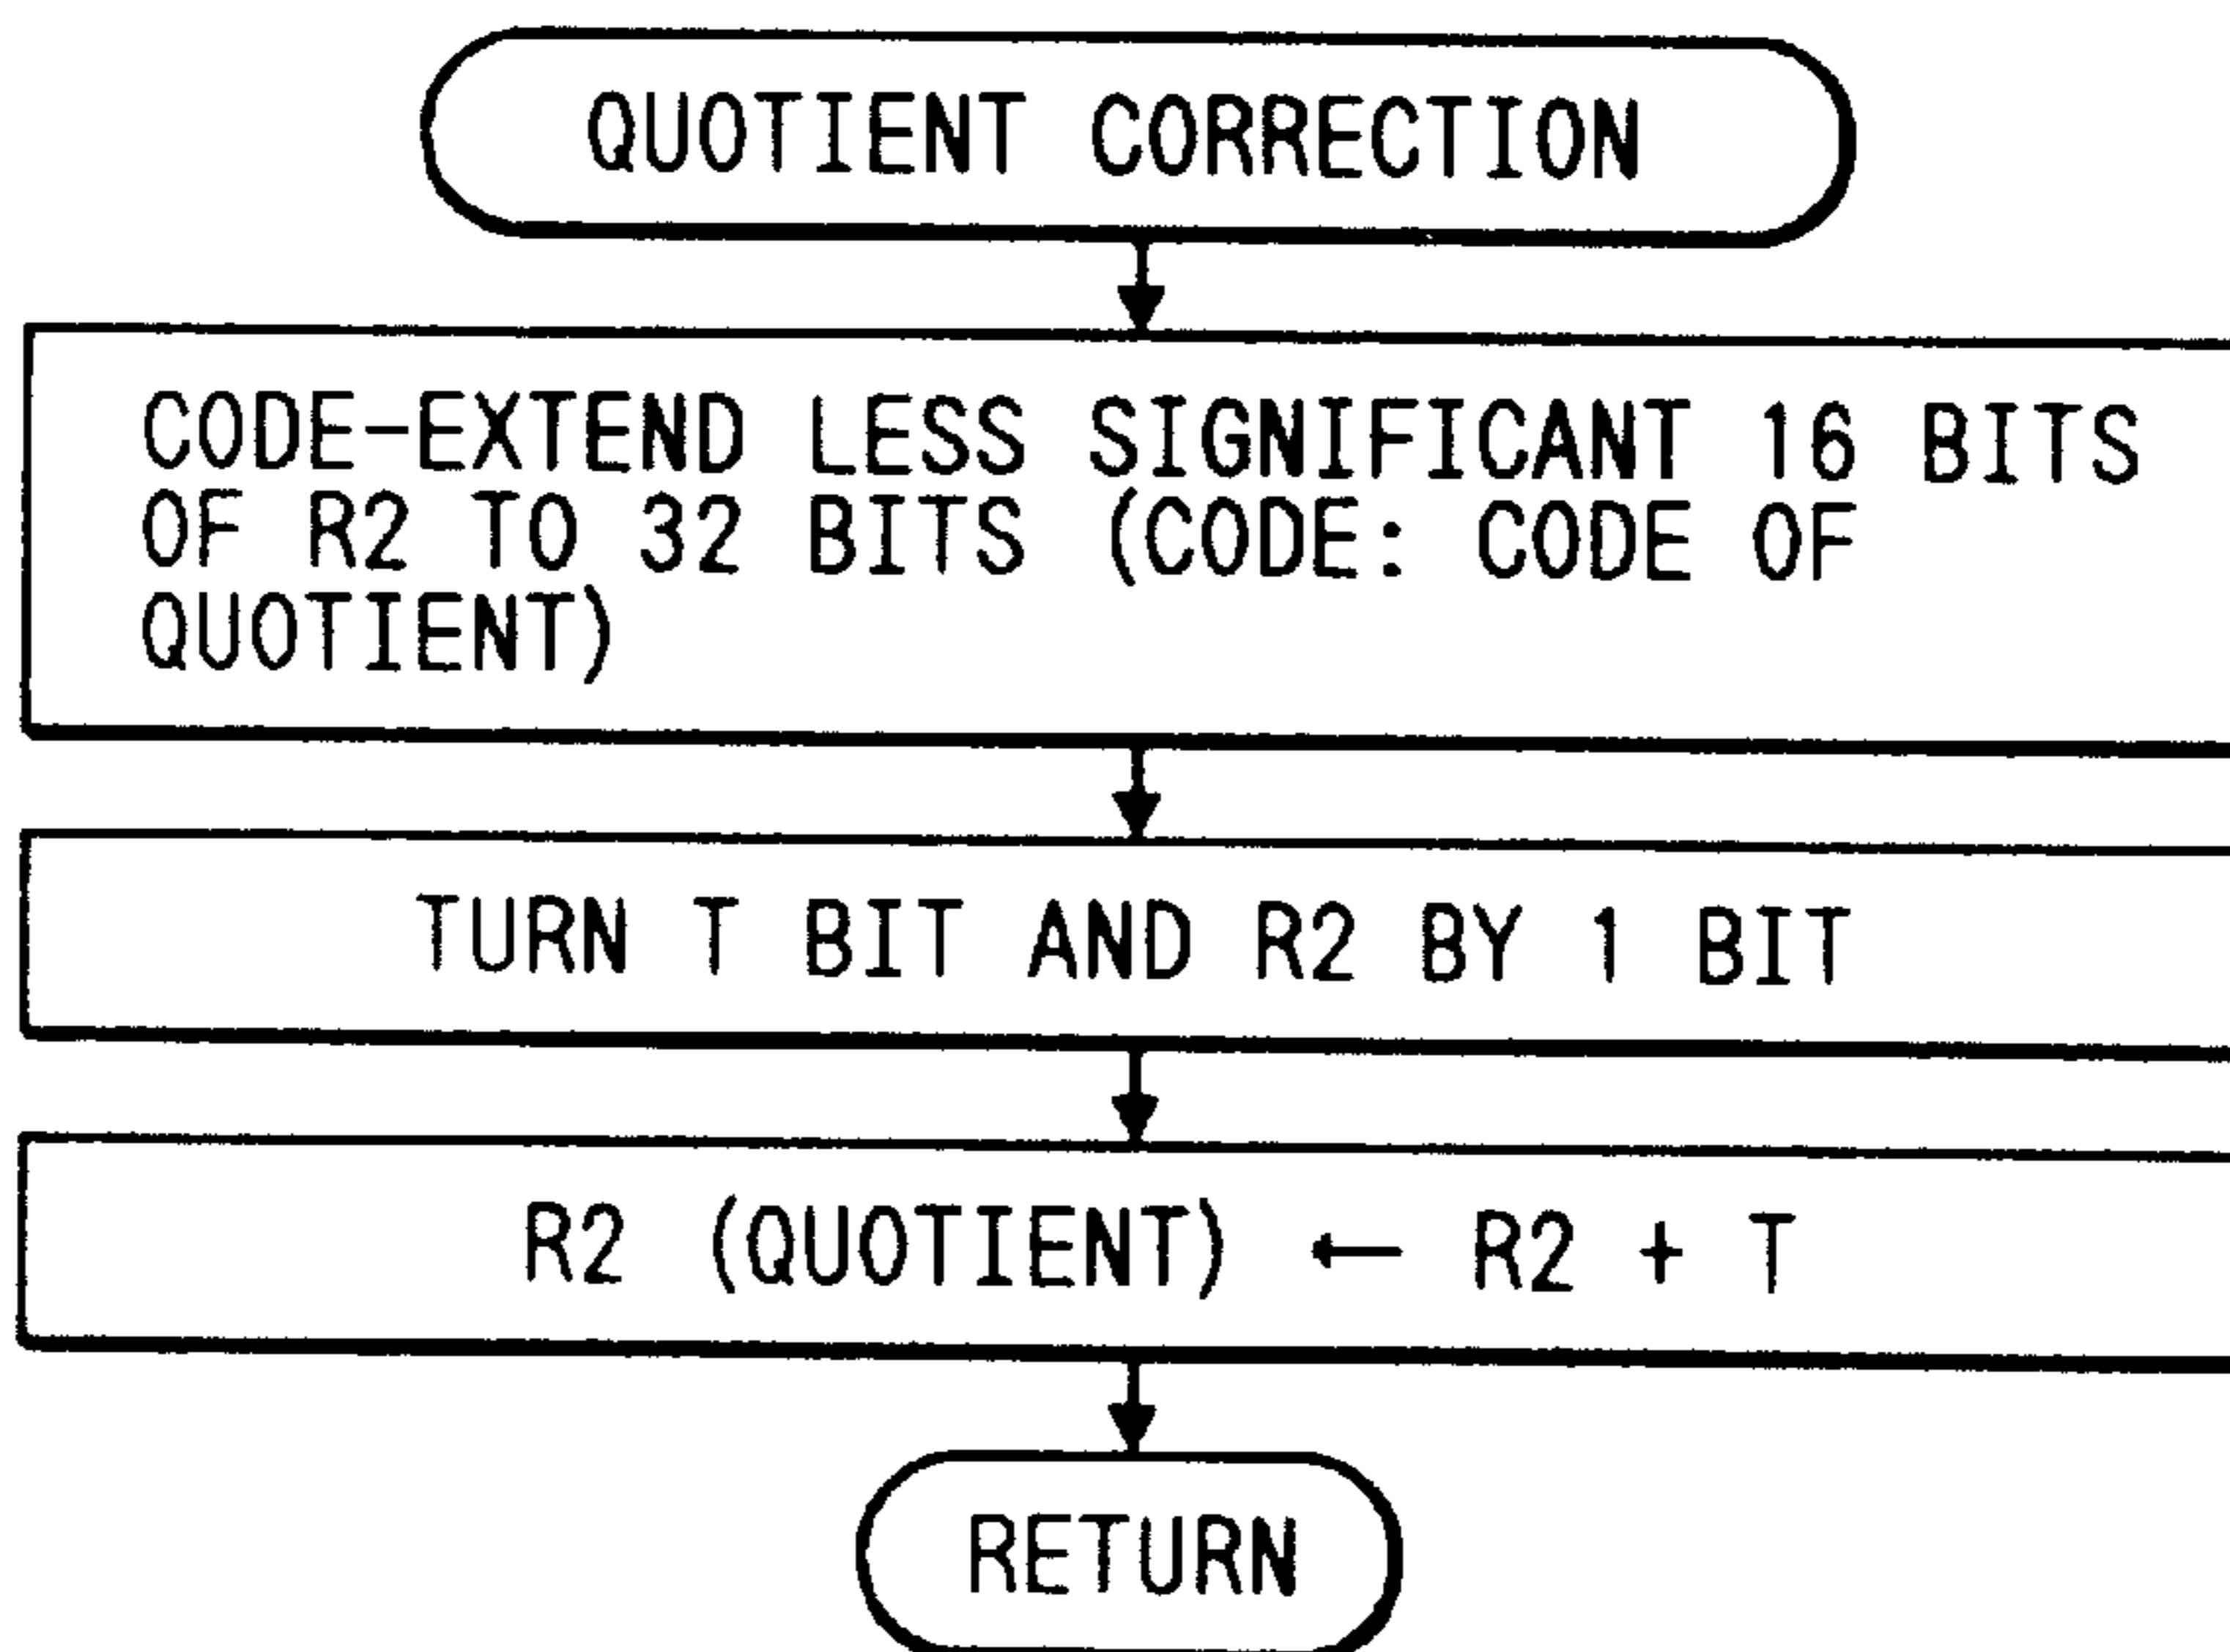 QUOTIENT CORRECTION
CODE-EXTEND LESS SIGNIFICANT 16 BITS
OF R2 TO 32 BITS (CODE: CODE OF
QUOTIENT)
TURN T BIT AND R2 BY 1 BIT
R2 (QUOTIENT) ← R2 + T
RETURN